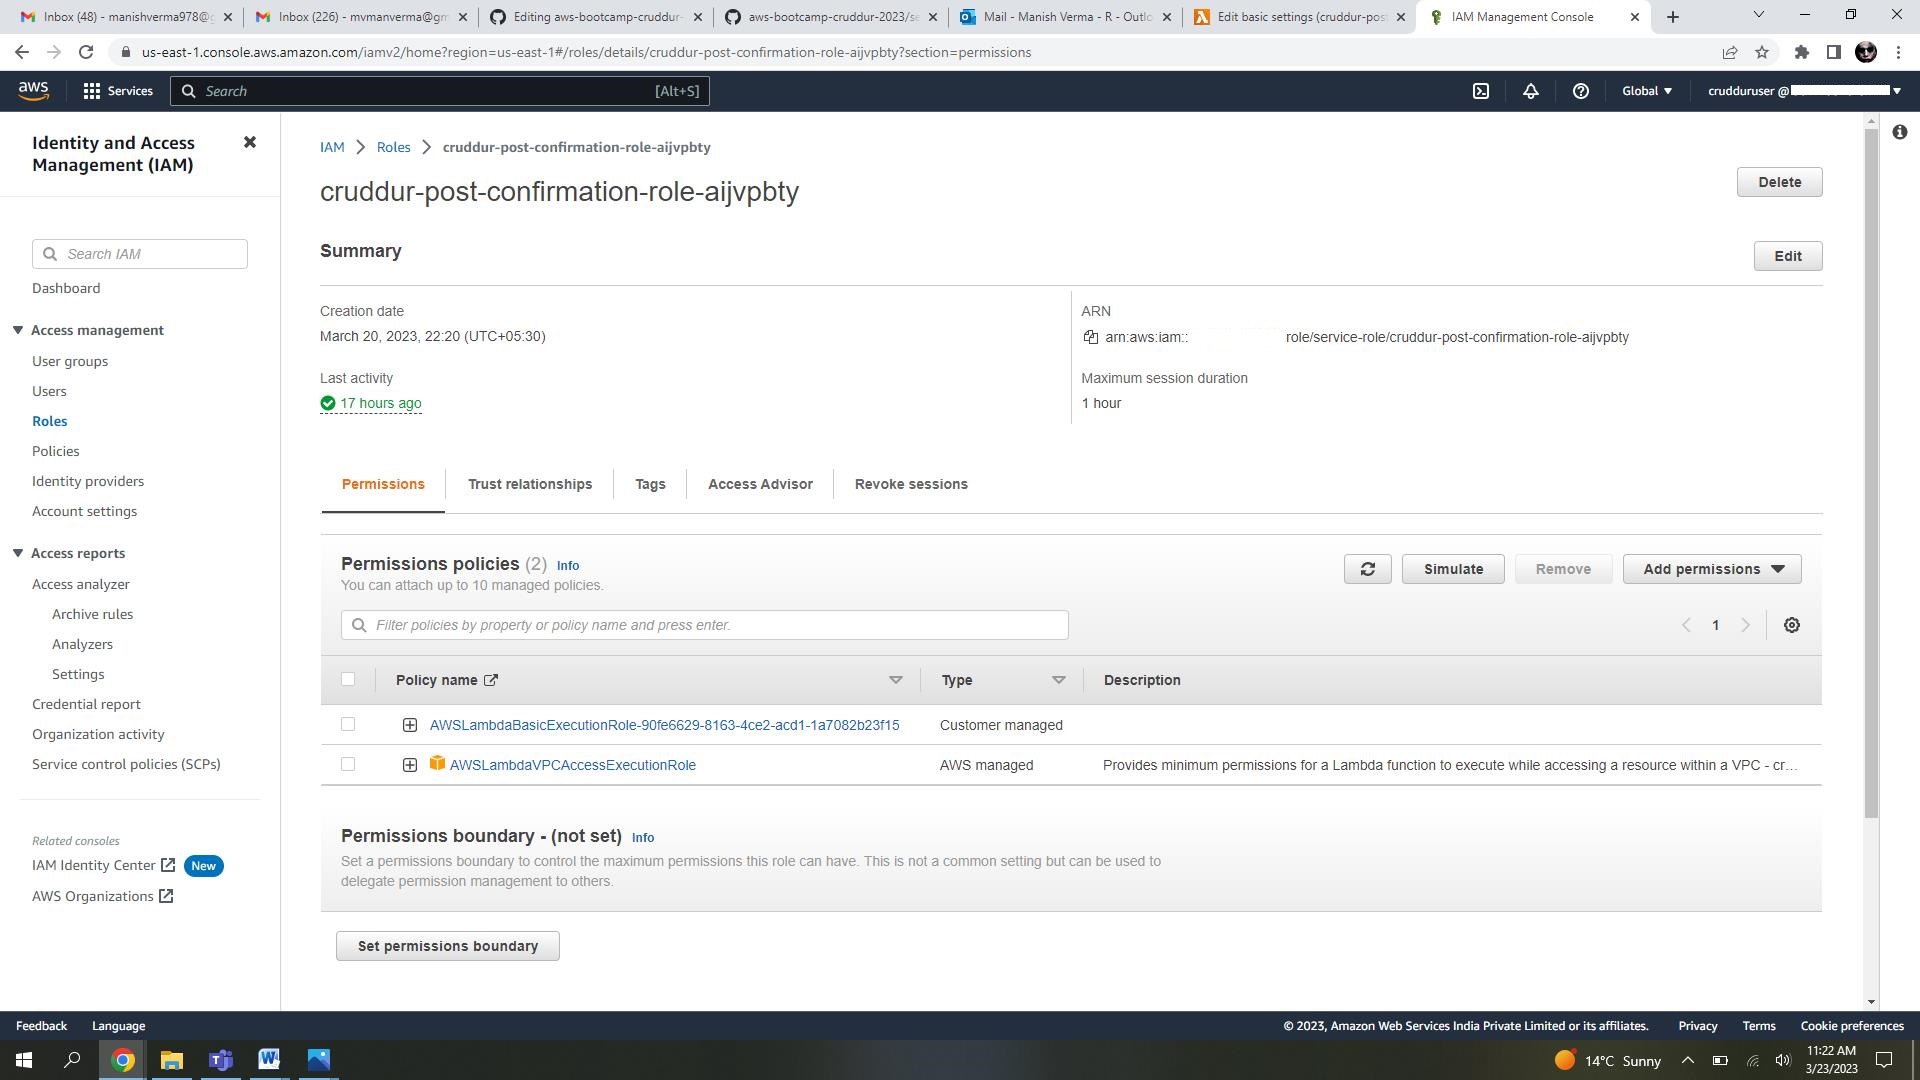 Inbox (48) - manishverma978@g
Inbox (226) - mvmanverma@gm
Editing aws-bootcamp-cruddur-
aws-bootcamp-cruddur-2023/se
Mail - Manish Verma - R - Outlo
Edit basic settings (cruddur-post
IAM Management Console
us-east-1.console.aws.amazon.com/iamv2/home?region=us-east-1#/roles/details/cruddur-post-confirmation-role-aijvpbty?section=permissions
aws
Services
Search
[Alt+S]
Global
crudduruser @
Identity and Access
Management (IAM)
Search IAM
Dashboard
Access management
User groups
Users
Roles
Policies
Identity providers
Account settings
Access reports
Access analyzer
Archive rules
Analyzers
Settings
Credential report
Organization activity
Service control policies (SCPs)
Related consoles
IAM Identity Center New
AWS Organizations
IAM > Roles > cruddur-post-confirmation-role-aijvpbty
cruddur-post-confirmation-role-aijvpbty
Delete
Summary
Edit
Creation date
March 20, 2023, 22:20 (UTC+05:30)
Last activity
17 hours ago
ARN
arn:aws:iam:: role/service-role/cruddur-post-confirmation-role-aijvpbty
Maximum session duration
1 hour
Permissions
Trust relationships
Tags
Access Advisor
Revoke sessions
Permissions policies (2) Info
You can attach up to 10 managed policies.
Simulate
Remove
Add permissions
Filter policies by property or policy name and press enter.
1
Policy name
Type
Description
AWSLambdaBasicExecutionRole-90fe6629-8163-4ce2-acd1-1a7082b23f15 Customer managed
AWSLambdaVPCAccessExecutionRole AWS managed Provides minimum permissions for a Lambda function to execute while accessing a resource within a VPC - cr...
Permissions boundary - (not set) Info
Set a permissions boundary to control the maximum permissions this role can have. This is not a common setting but can be used to
delegate permission management to others.
Set permissions boundary
Feedback
Language
© 2023, Amazon Web Services India Private Limited or its affiliates.
Privacy
Terms
Cookie preferences
14°C Sunny
11:22 AM
3/23/2023